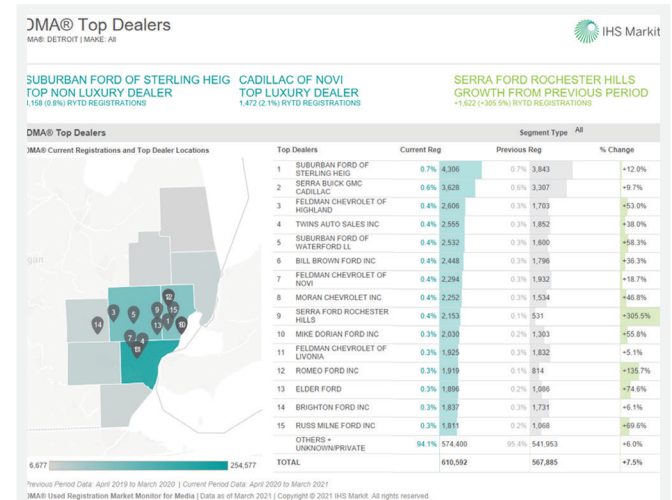 DMA® Top Dealers
DMA®: DETROIT | MAKE: All
IHS Markit
SUBURBAN FORD OF STERLING HEIG
TOP NON LUXURY DEALER
,158 (0.8%) RYTD REGISTRATIONS
CADILLAC OF NOVI
TOP LUXURY DEALER
1,472 (2.1%) RYTD REGISTRATIONS
SERRA FORD ROCHESTER HILLS
GROWTH FROM PREVIOUS PERIOD
+1,622 (+305.5%) RYTD REGISTRATIONS
DMA® Top Dealers
Segment Type All
DMA® Current Registrations and Top Dealer Locations
gan
3 5 9 15
14 13 1
7 4
6,677 254,577
Top Dealers Current Reg Previous Reg % Change
1 SUBURBAN FORD OF STERLING HEIG 0.7% 4,306 0.7% 3,843 +12.0%
2 SERRA BUICK GMC CADILLAC 0.6% 3,628 0.6% 3,307 +9.7%
3 FELDMAN CHEVROLET OF HIGHLAND 0.4% 2,606 0.3% 1,703 +53.0%
4 TWINS AUTO SALES INC 0.4% 2,555 0.3% 1,852 +38.0%
5 SUBURBAN FORD OF WATERFORD LL 0.4% 2,532 0.3% 1,600 +58.3%
6 BILL BROWN FORD INC 0.4% 2,448 0.3% 1,796 +36.3%
7 FELDMAN CHEVROLET OF NOVI 0.4% 2,294 0.3% 1,932 +18.7%
8 MORAN CHEVROLET INC 0.4% 2,252 0.3% 1,534 +46.8%
9 SERRA FORD ROCHESTER HILLS 0.4% 2,153 0.1% 531 +305.5%
10 MIKE DORIAN FORD INC 0.3% 2,030 0.2% 1,303 +55.8%
11 FELDMAN CHEVROLET OF LIVONIA 0.3% 1,925 0.3% 1,832 +5.1%
12 ROMEO FORD INC 0.3% 1,919 0.1% 814 +135.7%
13 ELDER FORD 0.3% 1,896 0.2% 1,086 +74.6%
14 BRIGHTON FORD INC 0.3% 1,837 0.3% 1,731 +6.1%
15 RUSS MILNE FORD INC 0.3% 1,811 0.2% 1,068 +69.6%
OTHERS + UNKNOWN/PRIVATE 94.1% 574,400 95.4% 541,953 +6.0%
TOTAL 610,592 567,885 +7.5%
Previous Period Data: April 2019 to March 2020 | Current Period Data: April 2020 to March 2021
DMA® Used Registration Market Monitor for Media | Data as of March 2021 | Copyright © 2021 IHS Markit. All rights reserved.